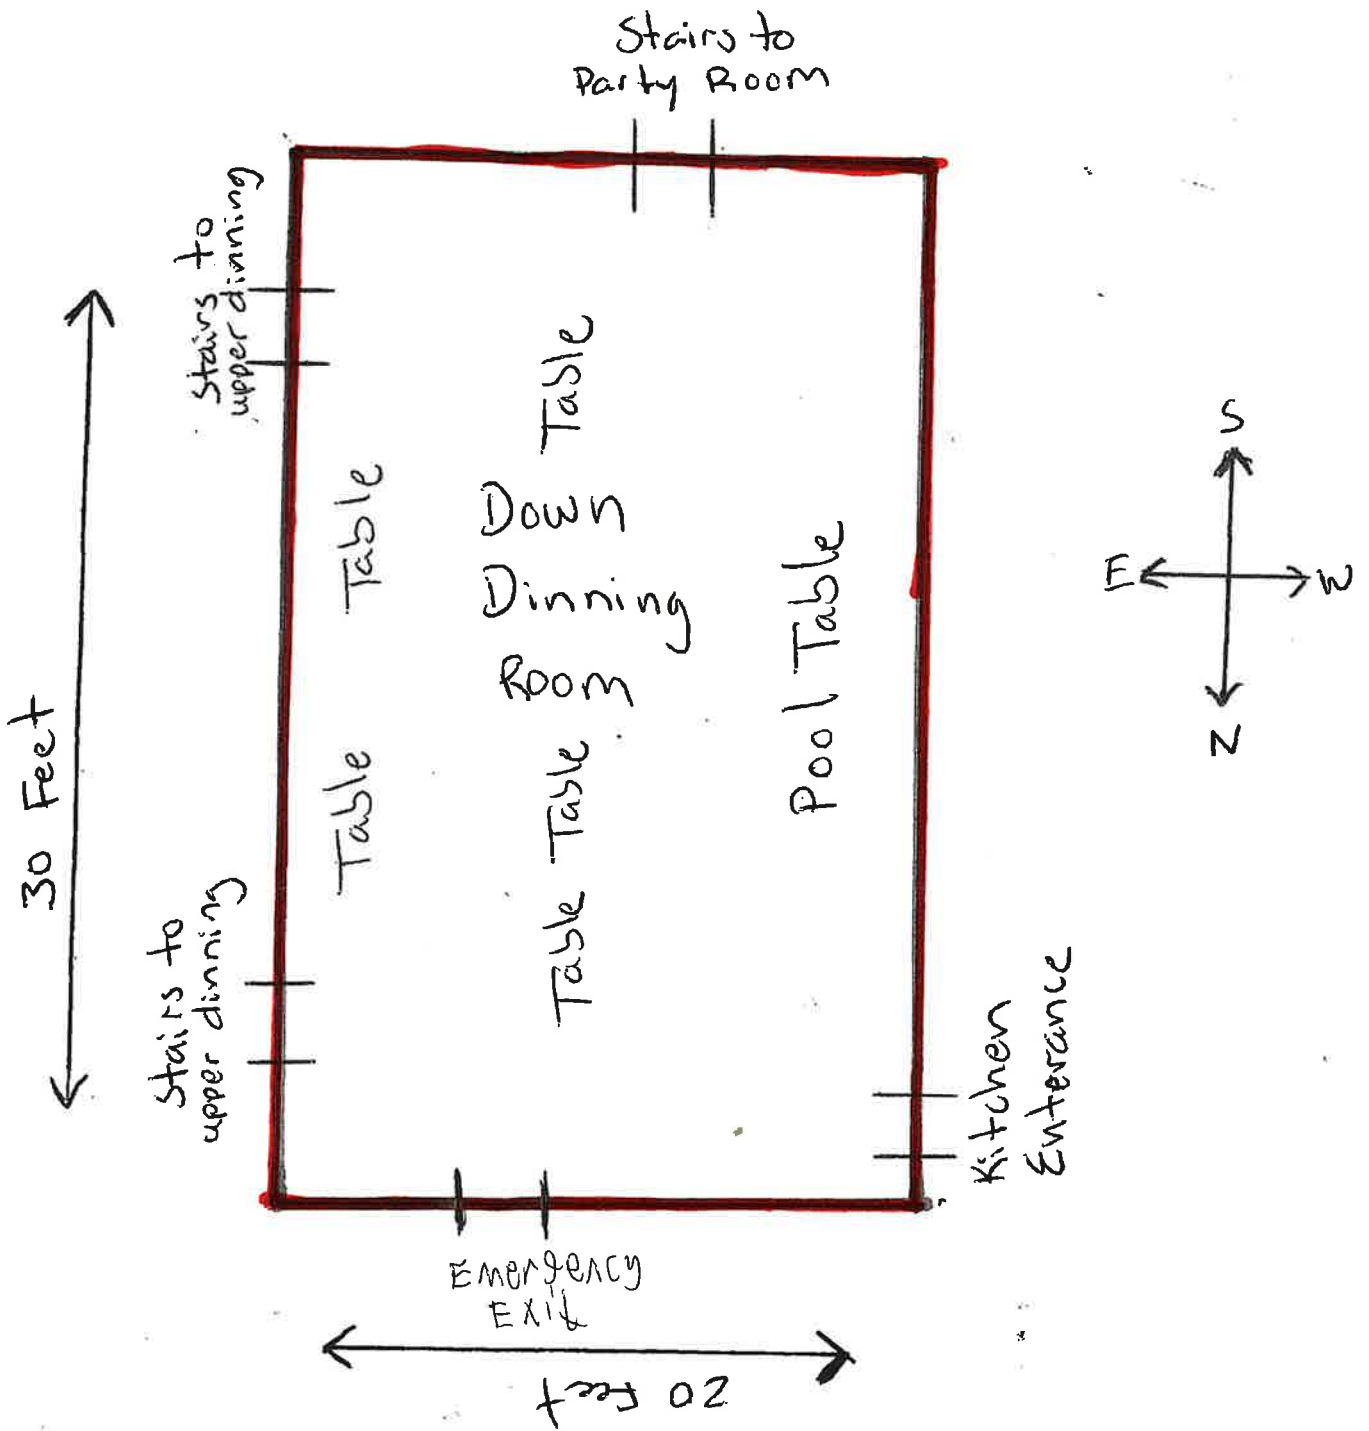 Stairs to
Party Room
Stairs to
upper dinning
Table
Table
Down
Dinning
Room
Pool Table
S
E
W
N
30 Feet
Table
Table
Table
Stairs to
upper dinning
Kitchen
Enterance
Emergency
Exit
20 Feet